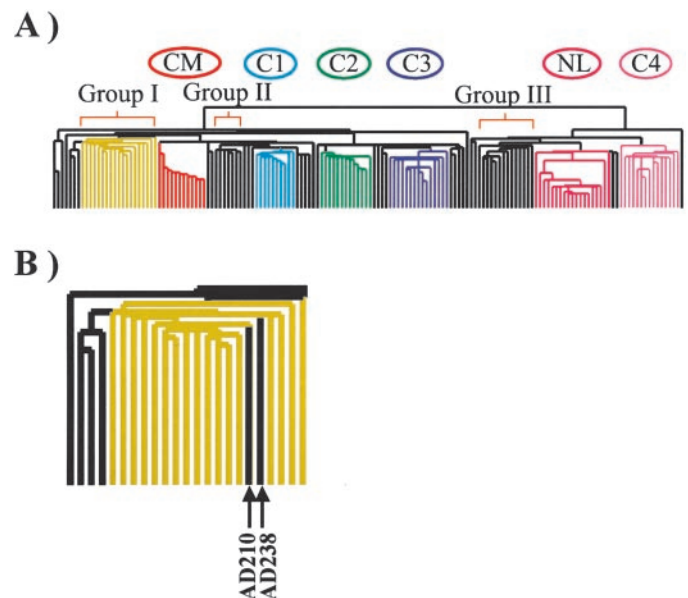 A )
CM C1 C2 C3 NL C4
Group I Group II Group III
B )
AD210
AD238